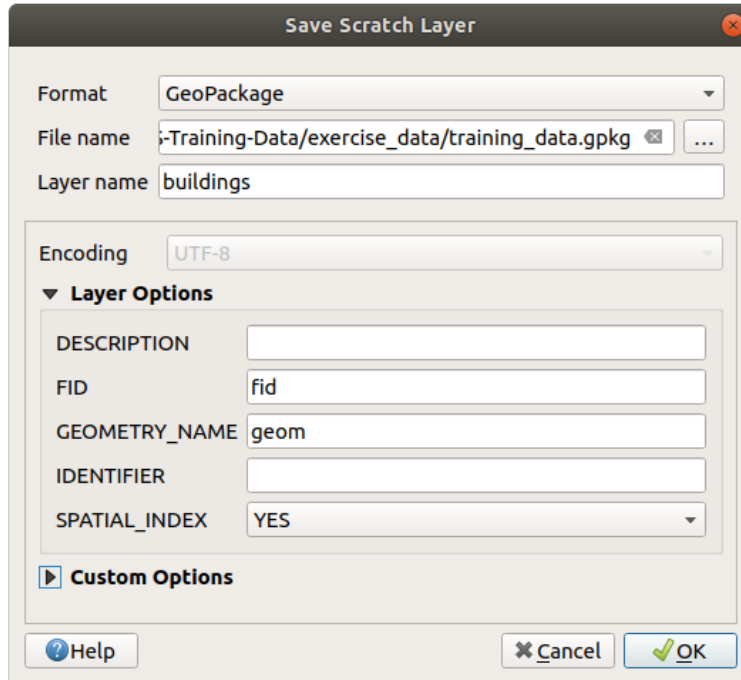 Save Scratch Layer
Format GeoPackage
File name -Training-Data/exercise_data/training_data.gpkg ...
Layer name buildings
Encoding UTF-8
Layer Options
DESCRIPTION
FID fid
GEOMETRY_NAME geom
IDENTIFIER
SPATIAL_INDEX YES
Custom Options
Help Cancel OK